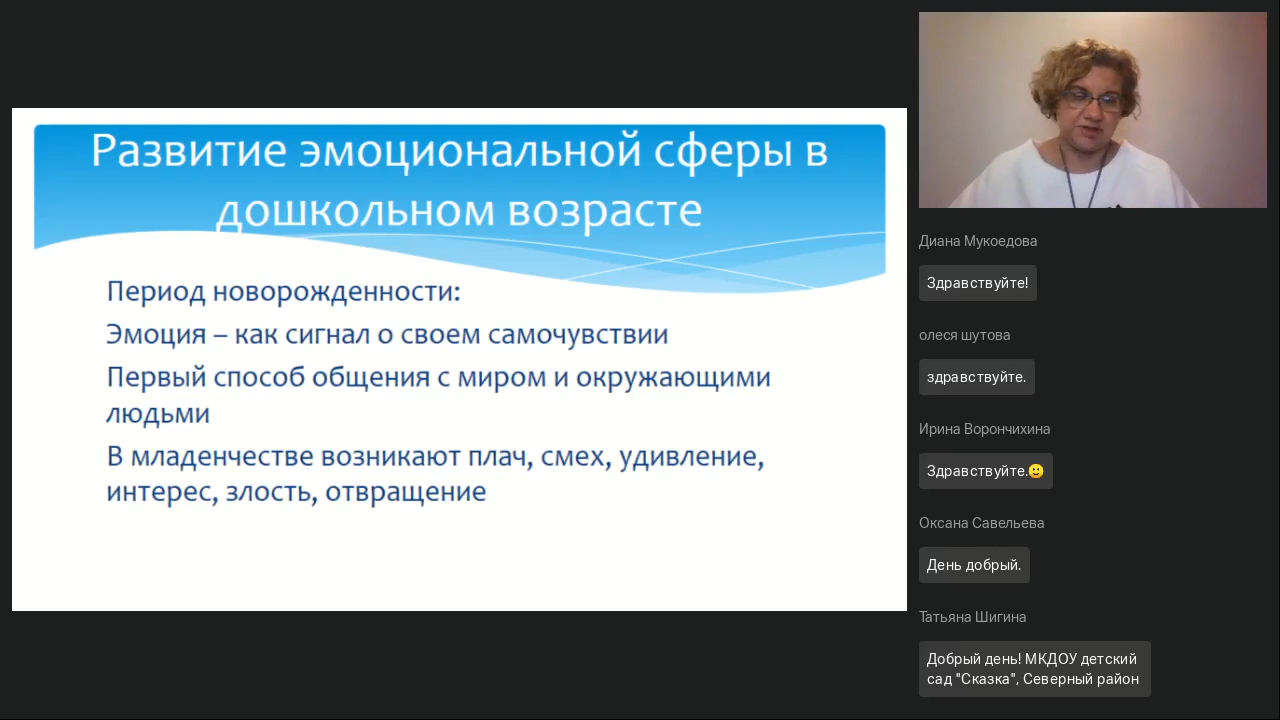 Развитие эмоциональной сферы в
дошкольном возрасте
Период новорожденности:
Эмоция – как сигнал о своем самочувствии
Первый способ общения с миром и окружающими
людьми
В младенчестве возникают плач, смех, удивление,
интерес, злость, отвращение
Диана Мукоедова
Здравствуйте!
олеся шутова
здравствуйте.
Ирина Ворончихина
Здравствуйте.🙂
Оксана Савельева
День добрый.
Татьяна Шигина
Добрый день! МКДОУ детский
сад "Сказка", Северный район